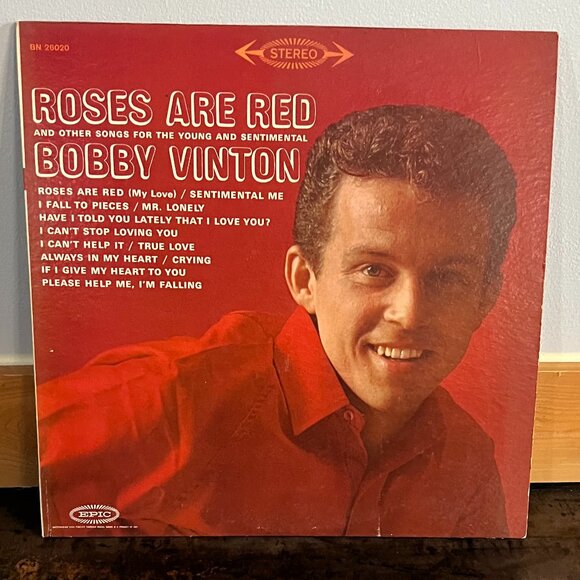 BN 26020
STEREO
ROSES ARE RED
AND OTHER SONGS FOR THE YOUNG AND SENTIMENTAL
BOBBY VINTON
ROSES ARE RED (My Love) / SENTIMENTAL ME
I FALL TO PIECES / MR. LONELY
HAVE I TOLD YOU LATELY THAT I LOVE YOU?
I CAN'T STOP LOVING YOU
I CAN'T HELP IT / TRUE LOVE
ALWAYS IN MY HEART / CRYING
IF I GIVE MY HEART TO YOU
PLEASE HELP ME, I'M FALLING
EPIC